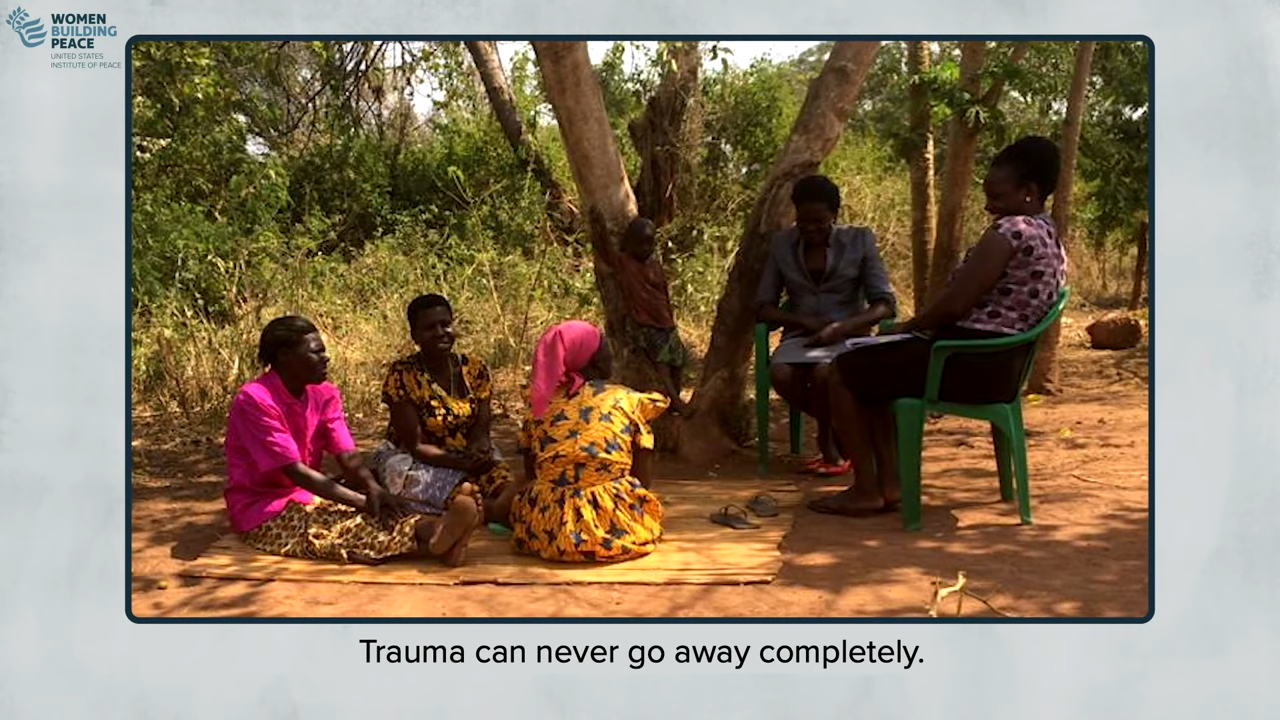 WOMEN
BUILDING
PEACE
UNITED STATES
INSTITUTE OF PEACE
Trauma can never go away completely.